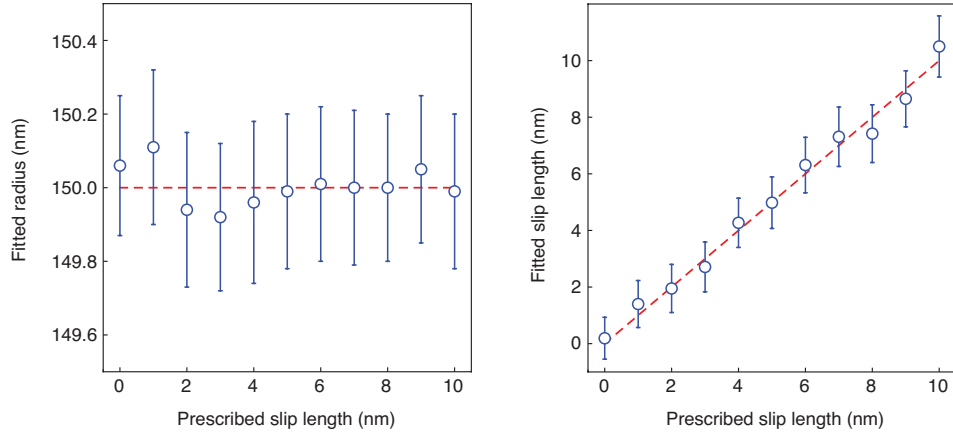 150.4
150.2
150.0
149.8
149.6
0 2 4 6 8 10
Fitted radius (nm)
Prescribed slip length (nm)
10
8
6
4
2
0
0 2 4 6 8 10
Fitted slip length (nm)
Prescribed slip length (nm)